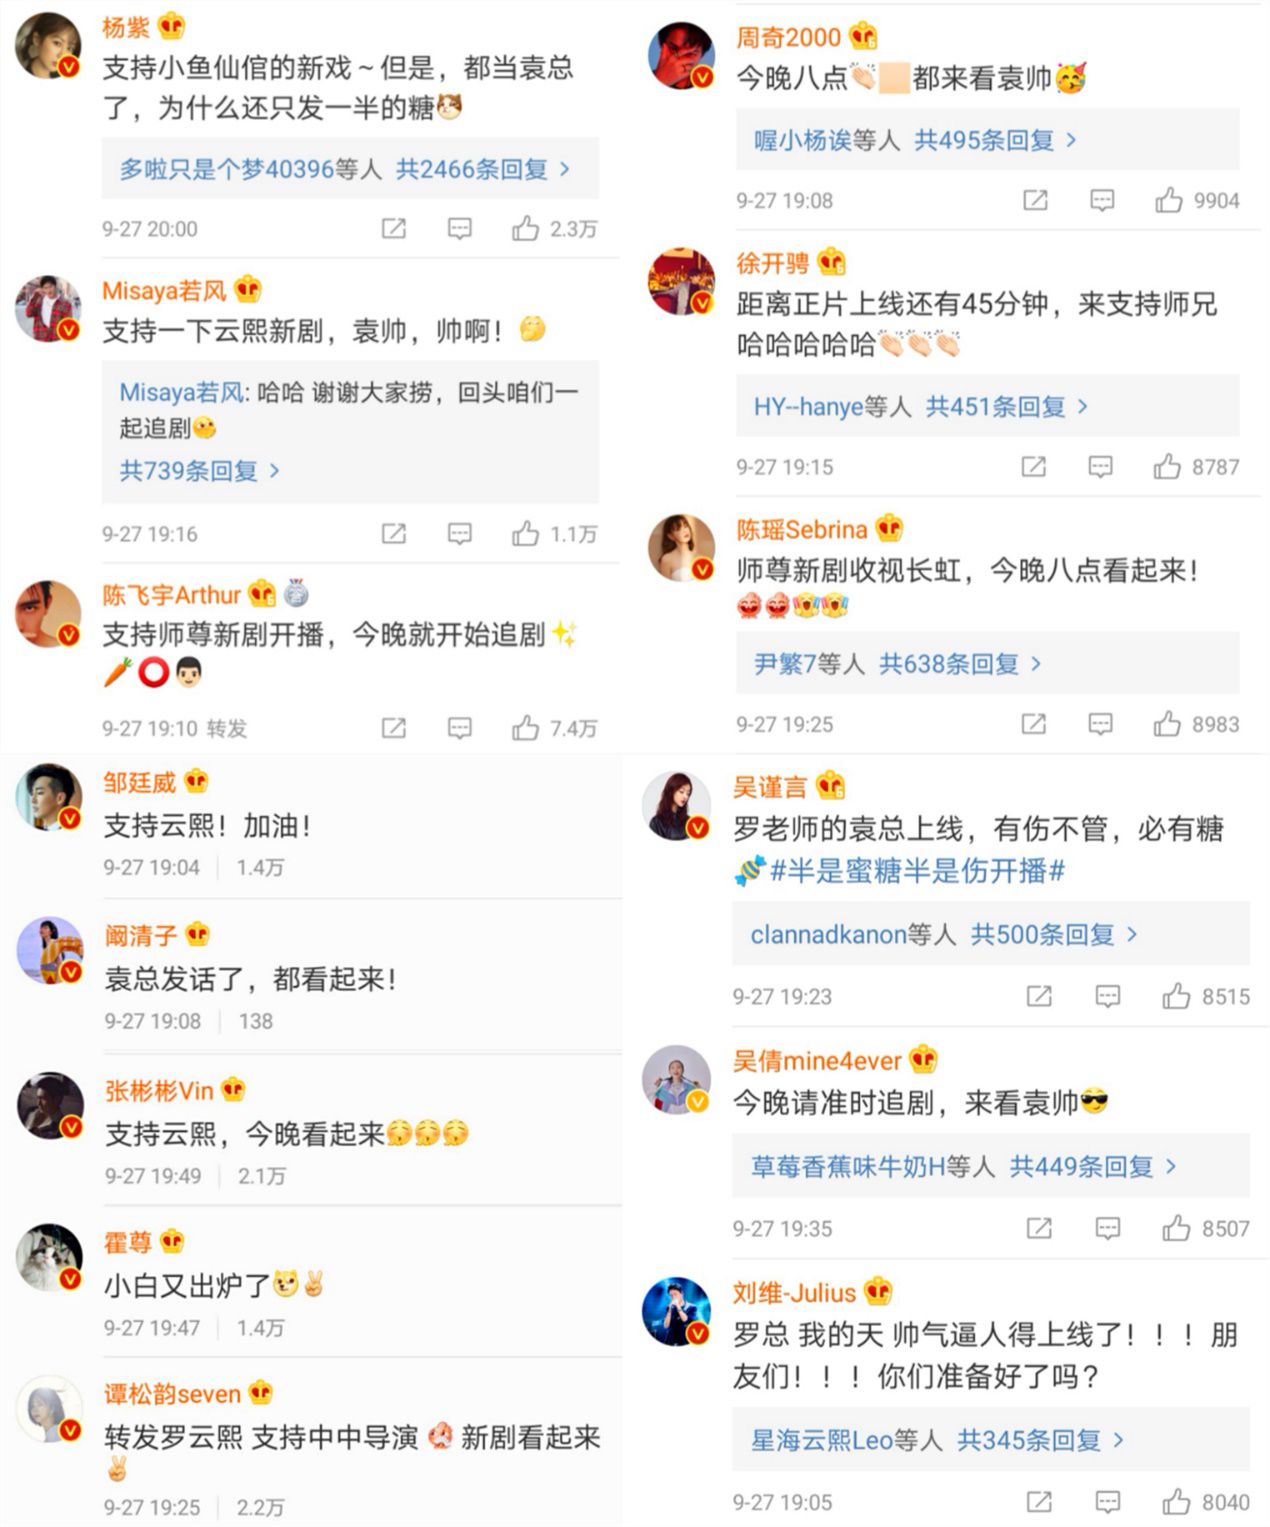 杨紫
支持小鱼仙倌的新戏～但是，都当袁总
了，为什么还只发一半的糖
多啦只是个梦40396等人 共2466条回复 >
9-27 20:00 2.3万
Misaya若风
支持一下云熙新剧，袁帅，帅啊！
Misaya若风: 哈哈 谢谢大家捞，回头咱们一
起追剧
共739条回复 >
9-27 19:16 1.1万
陈飞宇Arthur
支持师尊新剧开播，今晚就开始追剧
9-27 19:10 转发 7.4万
邹廷威
支持云熙！加油！
9-27 19:04 1.4万
阚清子
袁总发话了，都看起来！
9-27 19:08 138
张彬彬Vin
支持云熙，今晚看起来
9-27 19:49 2.1万
霍尊
小白又出炉了
9-27 19:47 1.4万
谭松韵seven
转发罗云熙 支持中中导演 新剧看起来
9-27 19:25 2.2万
周奇2000
今晚八点 都来看袁帅
喔小杨诶等人 共495条回复 >
9-27 19:08 9904
徐开骋
距离正片上线还有45分钟，来支持师兄
哈哈哈哈哈
HY--hanye等人 共451条回复 >
9-27 19:15 8787
陈瑶Sebrina
师尊新剧收视长虹，今晚八点看起来！
尹繁7等人 共638条回复 >
9-27 19:25 8983
吴谨言
罗老师的袁总上线，有伤不管，必有糖
#半是蜜糖半是伤开播#
clannadkanon等人 共500条回复 >
9-27 19:23 8515
吴倩mine4ever
今晚请准时追剧，来看袁帅
草莓香蕉味牛奶H等人 共449条回复 >
9-27 19:35 8507
刘维-Julius
罗总 我的天 帅气逼人得上线了！！！朋
友们！！！你们准备好了吗？
星海云熙Leo等人 共345条回复 >
9-27 19:05 8040